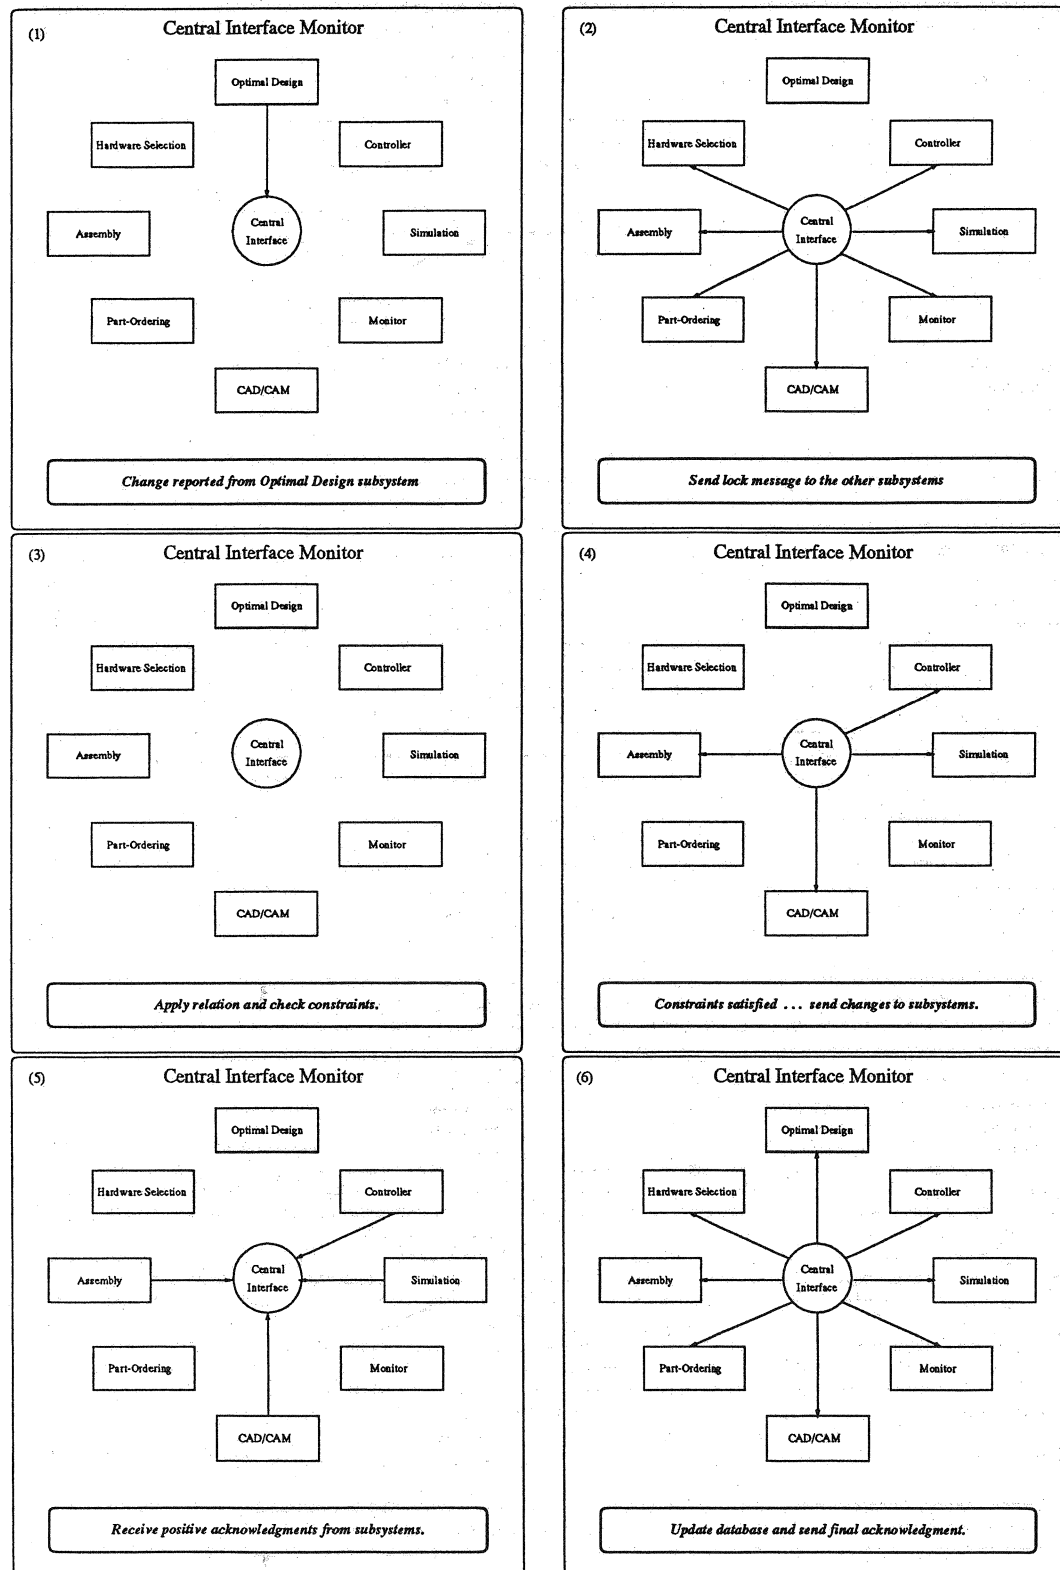 (1)
Central Interface Monitor
Optimal Design
Hardware Selection
Controller
Assembly
Central
Interface
Simulation
Part-Ordering
Monitor
CAD/CAM
Change reported from Optimal Design subsystem
(2)
Central Interface Monitor
Optimal Design
Hardware Selection
Controller
Assembly
Central
Interface
Simulation
Part-Ordering
Monitor
CAD/CAM
Send lock message to the other subsystems
(3)
Central Interface Monitor
Optimal Design
Hardware Selection
Controller
Assembly
Central
Interface
Simulation
Part-Ordering
Monitor
CAD/CAM
Apply relation and check constraints.
(4)
Central Interface Monitor
Optimal Design
Hardware Selection
Controller
Assembly
Central
Interface
Simulation
Part-Ordering
Monitor
CAD/CAM
Constraints satisfied . . . send changes to subsystems.
(5)
Central Interface Monitor
Optimal Design
Hardware Selection
Controller
Assembly
Central
Interface
Simulation
Part-Ordering
Monitor
CAD/CAM
Receive positive acknowledgments from subsystems.
(6)
Central Interface Monitor
Optimal Design
Hardware Selection
Controller
Assembly
Central
Interface
Simulation
Part-Ordering
Monitor
CAD/CAM
Update database and send final acknowledgment.